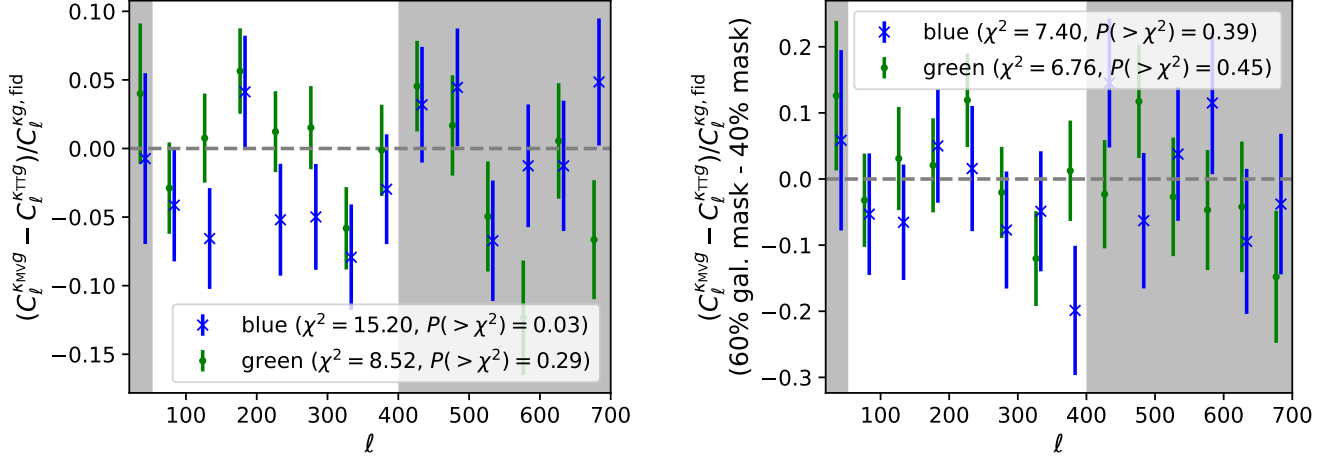 (C_ℓ^{κ_MV g} − C_ℓ^{κ_TT g})/C_ℓ^{κg, fid}
0.10
0.05
0.00
−0.05
−0.10
−0.15
blue (χ² = 15.20, P( > χ²) = 0.03)
green (χ² = 8.52, P( > χ²) = 0.29)
100 200 300 400 500 600 700
ℓ
(C_ℓ^{κ_MV g} − C_ℓ^{κ_TT g})/C_ℓ^{κg, fid}
(60% gal. mask - 40% mask)
0.2
0.1
0.0
−0.1
−0.2
−0.3
blue (χ² = 7.40, P( > χ²) = 0.39)
green (χ² = 6.76, P( > χ²) = 0.45)
100 200 300 400 500 600 700
ℓ